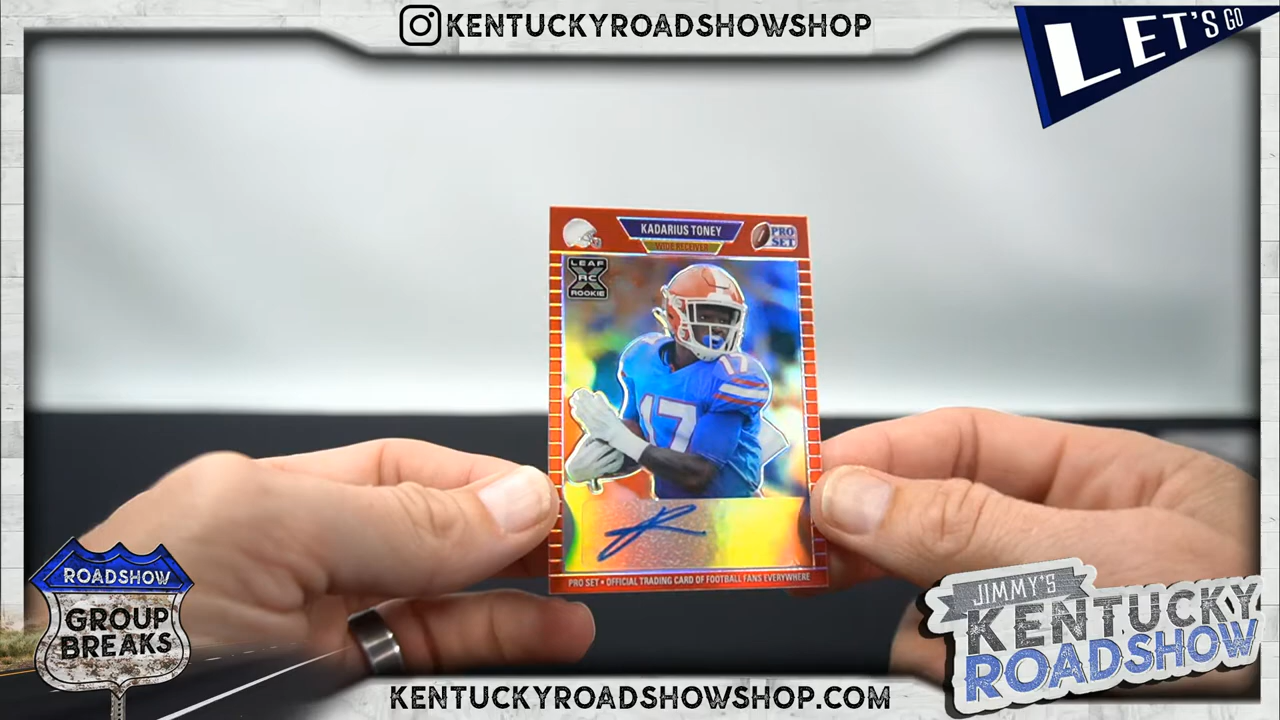 KENTUCKYROADSHOWSHOP
LET'S GO
KADARIUS TONEY
WIDE RECEIVER
PRO
SET
LEAF
RC
ROOKIE
17
17
PRO SET • OFFICIAL TRADING CARD OF FOOTBALL FANS EVERYWHERE
ROADSHOW
GROUP
BREAKS
JIMMY'S
KENTUCKY
ROADSHOW
KENTUCKYROADSHOWSHOP.COM